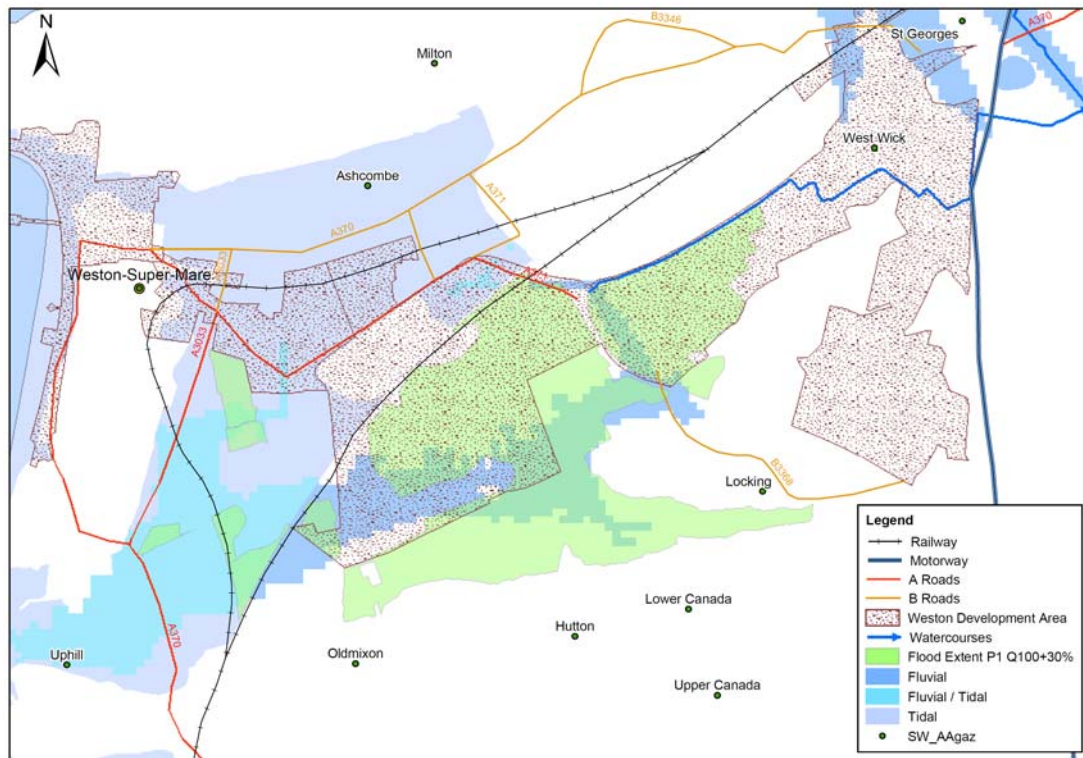 N
B3346
A370
St Georges
Milton
West Wick
Ashcombe
A371
A370
Weston-Super-Mare
A3033
B3368
Locking
Lower Canada
Hutton
Uphill
A370
Oldmixon
Upper Canada
Legend
Railway
Motorway
A Roads
B Roads
Weston Development Area
Watercourses
Flood Extent P1 Q100+30%
Fluvial
Fluvial / Tidal
Tidal
SW_AAgaz